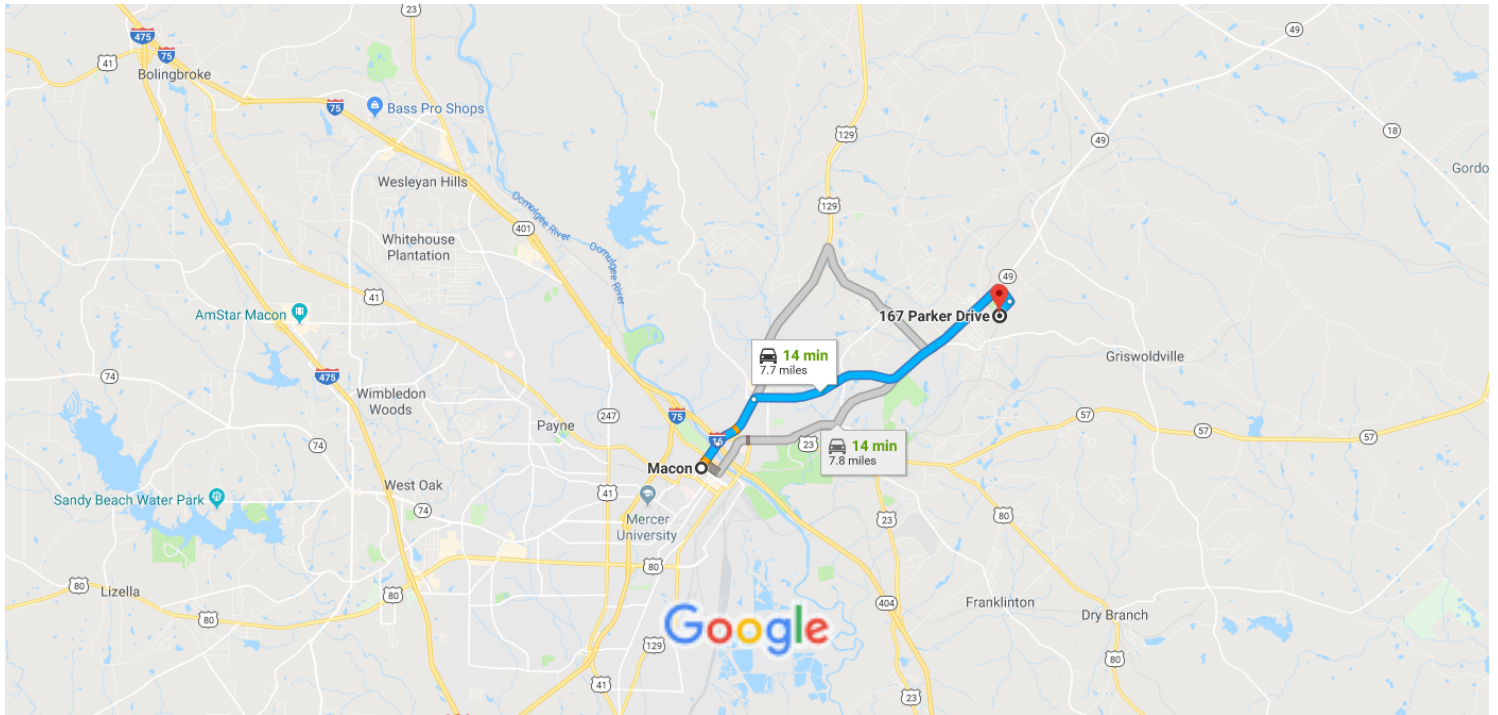 23
49
475
75
41
Bolingbroke
75
Bass Pro Shops
49
18
129
Gordo
Wesleyan Hills
Ocmulgee River
129
401
Whitehouse
Plantation
Ocmulgee River
49
41
AmStar Macon
167 Parker Drive
14 min
7.7 miles
Griswoldville
74
475
Wimbledon
Woods
247
75
57
Payne
16
23
14 min
7.8 miles
57
74
Macon
West Oak
41
Sandy Beach Water Park
74
Mercer
University
80
23
80
80
80
Lizella
404
Franklinton
Dry Branch
80
Google
129
80
41
23